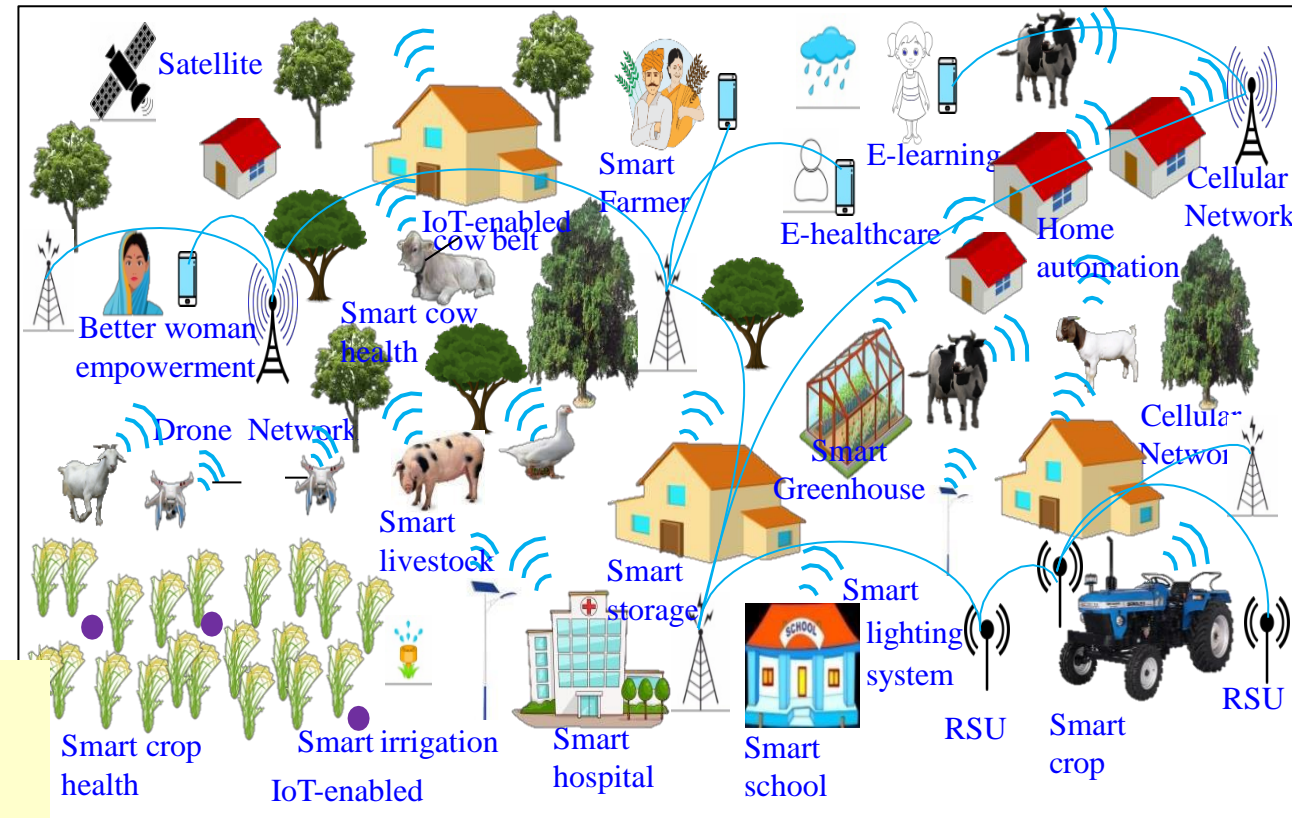 Satellite
Smart
Farmer
E-learning
Cellular
Network
E-healthcare
Home
automation
IoT-enabled
cow belt
Better woman
empowerment
Smart cow
health
Drone Network
Smart
livestock
Smart
Greenhouse
Cellular
Networ
Smart
storage
SCHOOL
Smart
lighting
system
RSU
RSU
Smart crop
health
Smart irrigation
IoT-enabled
Smart
hospital
Smart
school
Smart
crop